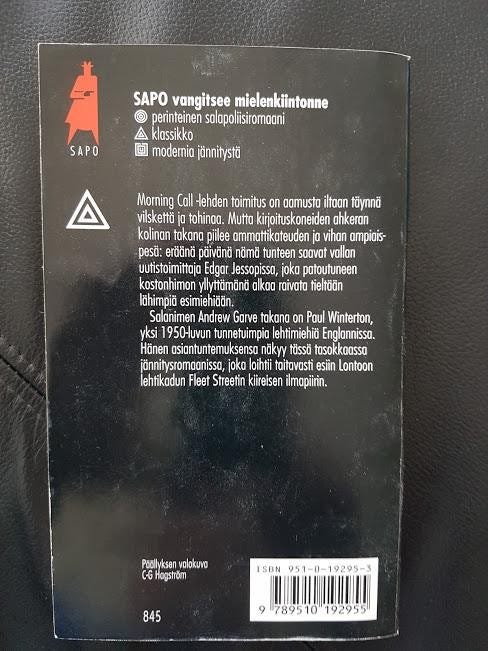 SAPO vangitsee mielenkiintonne
perinteinen salapoliisiromaani
klassikko
modernia jännitystä
SAPO
Morning Call -lehden toimitus on aamusta iltaan täynnä
vilskettä ja tohinaa. Mutta kirjoituskoneiden ahkeran
kolinan takana piilee ammattikateuden ja vihan ampiais-
pesä: eräänä päivänä nämä tunteen saavat vallan
uutistoimittaja Edgar Jessopissa, joka patoutuneen
kostonhimon yllyttämänä alkaa raivata tieltään
lähimpiä esimiehiään.
Salanimen Andrew Garve takana on Paul Winterton,
yksi 1950-luvun tunnetuimpia lehtimiehiä Englannissa.
Hänen asiantuntemuksensa näkyy tässä tasokkaassa
jännitysromaanissa, joka loihtii taitavasti esiin Lontoon
lehtikadun Fleet Streetin kiireisen ilmapiirin.
Päällyksen valokuva
C-G Hagström
845
ISBN 951-0-19295-3
9 789510 192955